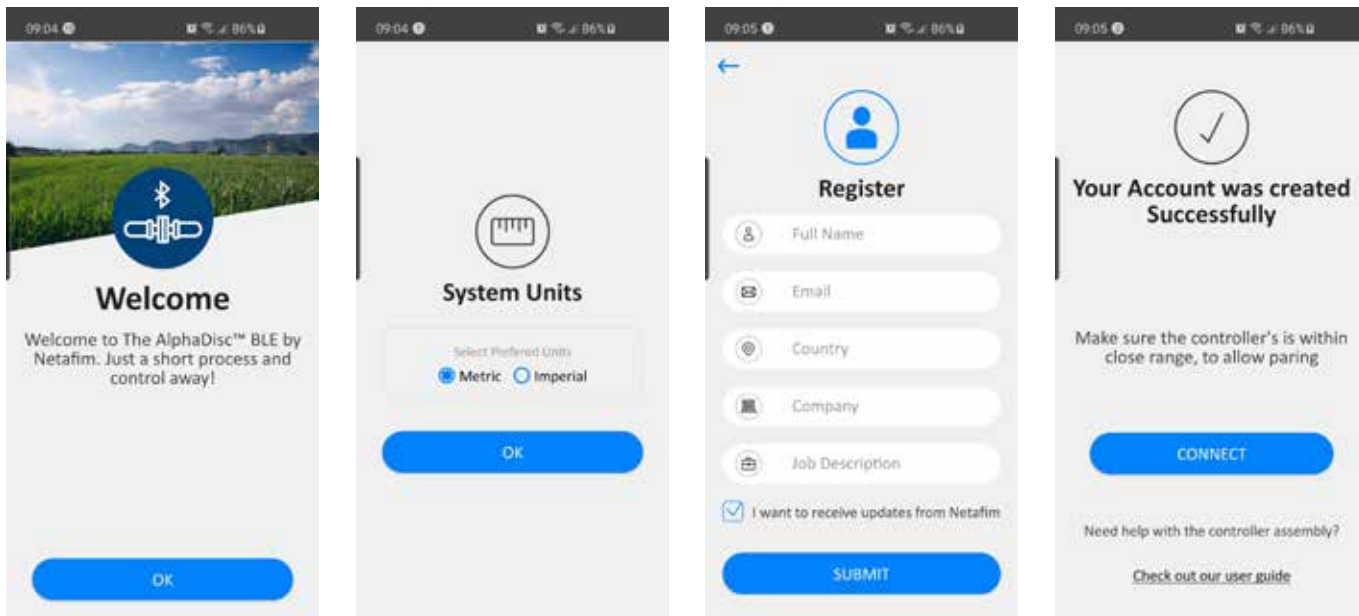 09:04
86%
Welcome
Welcome to The AlphaDisc™ BLE by
Netafim. Just a short process and
control away!
OK
09:04
86%
System Units
Select Prefered Units
Metric Imperial
OK
09:05
86%
Register
Full Name
Email
Country
Company
Job Description
I want to receive updates from Netafim
SUBMIT
09:05
86%
Your Account was created
Successfully
Make sure the controller's is within
close range, to allow paring
CONNECT
Need help with the controller assembly?
Check out our user guide